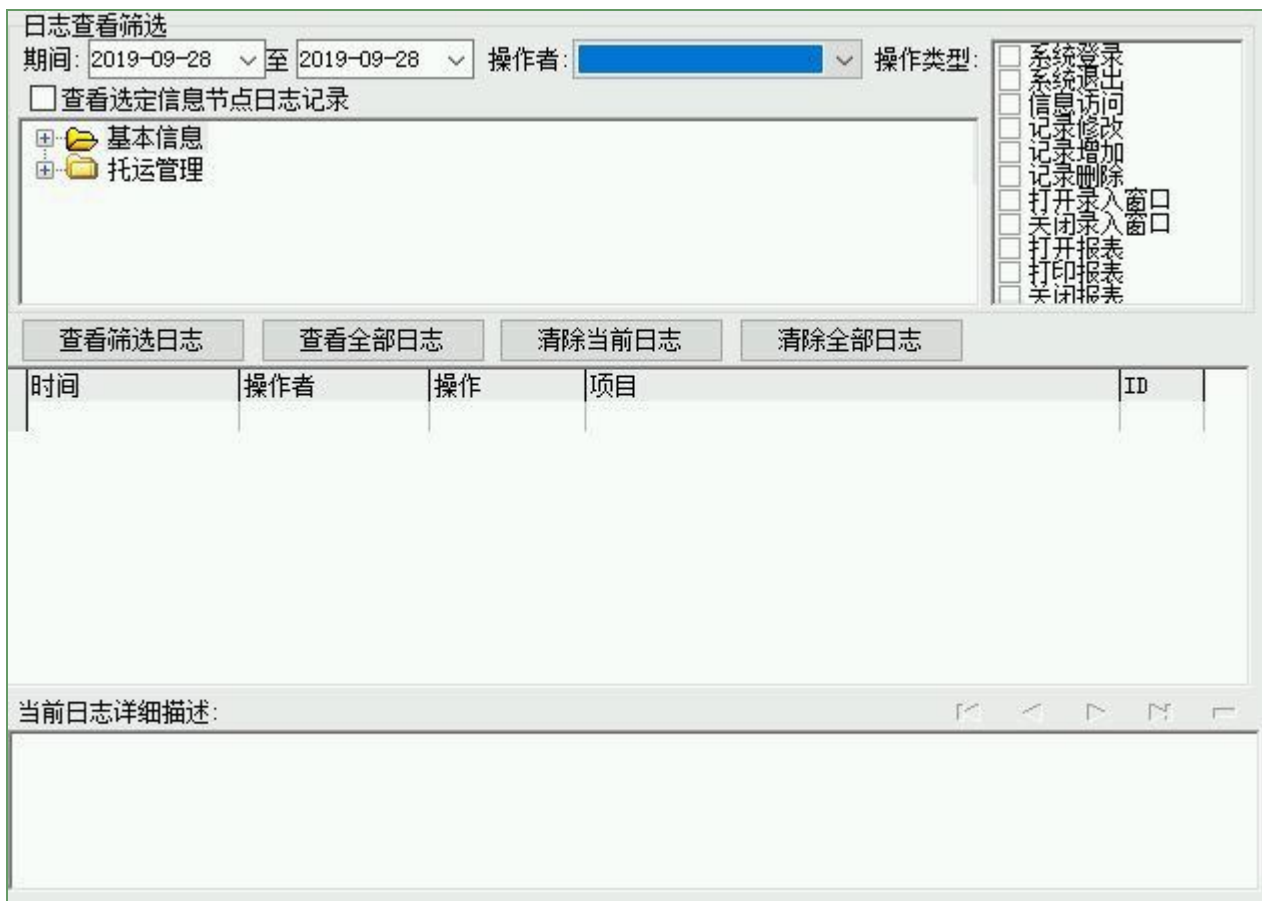 日志查看筛选
期间: 2019-09-28 至 2019-09-28 操作者: 操作类型:
系统登录
系统退出
信息访问
记录修改
记录增加
记录删除
打开录入窗口
关闭录入窗口
打开报表
打印报表
关闭报表
查看选定信息节点日志记录
基本信息
托运管理
查看筛选日志 查看全部日志 清除当前日志 清除全部日志
时间 操作者 操作 项目 ID
当前日志详细描述: